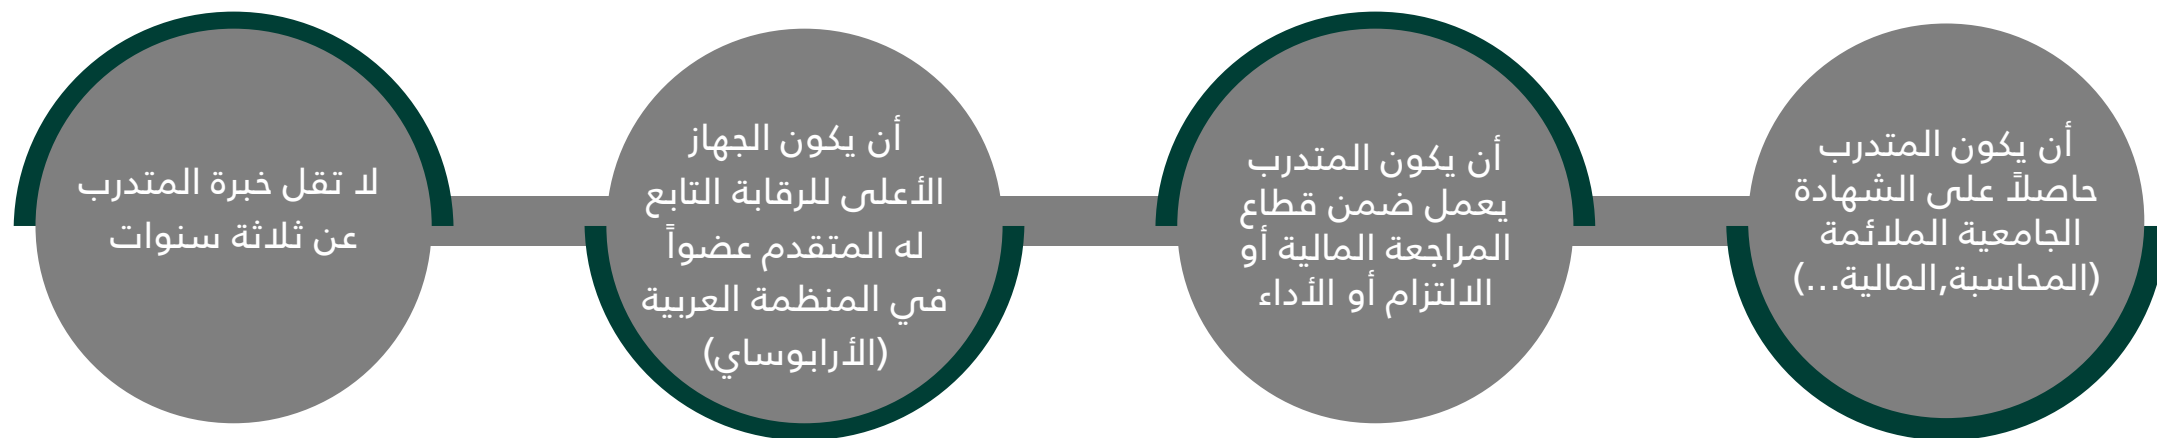 أن يكون المتدرب
حاصلاً على الشهادة
الجامعية الملائمة
(المحاسبة,المالية...)
أن يكون المتدرب
يعمل ضمن قطاع
المراجعة المالية أو
الالتزام أو الأداء
أن يكون الجهاز
الأعلى للرقابة التابع
له المتقدم عضواً
في المنظمة العربية
(الأرابوساي)
لا تقل خبرة المتدرب
عن ثلاثة سنوات